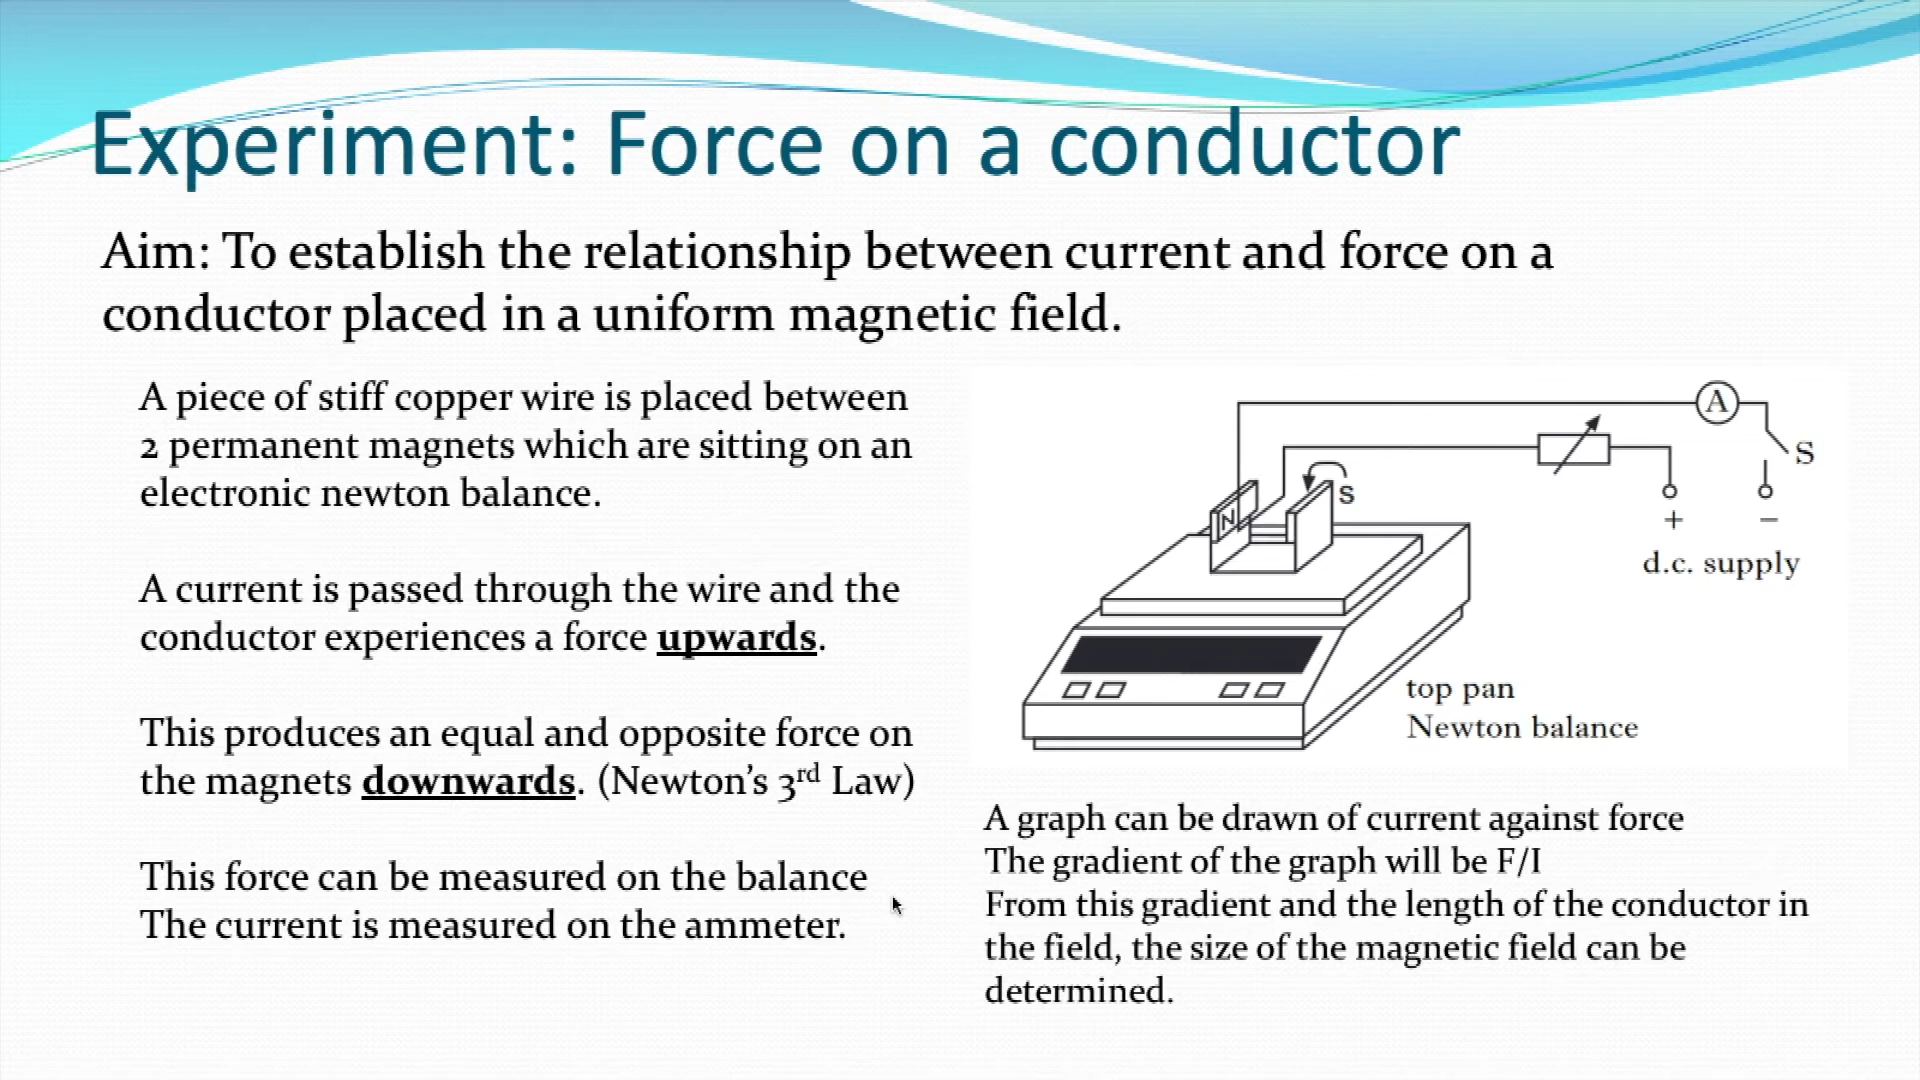 Experiment: Force on a conductor
Aim: To establish the relationship between current and force on a
conductor placed in a uniform magnetic field.
A piece of stiff copper wire is placed between
2 permanent magnets which are sitting on an
electronic newton balance.
A current is passed through the wire and the
conductor experiences a force upwards.
This produces an equal and opposite force on
the magnets downwards. (Newton's 3rd Law)
This force can be measured on the balance
The current is measured on the ammeter.
A
S
N
s
+
−
d.c. supply
top pan
Newton balance
A graph can be drawn of current against force
The gradient of the graph will be F/I
From this gradient and the length of the conductor in
the field, the size of the magnetic field can be
determined.